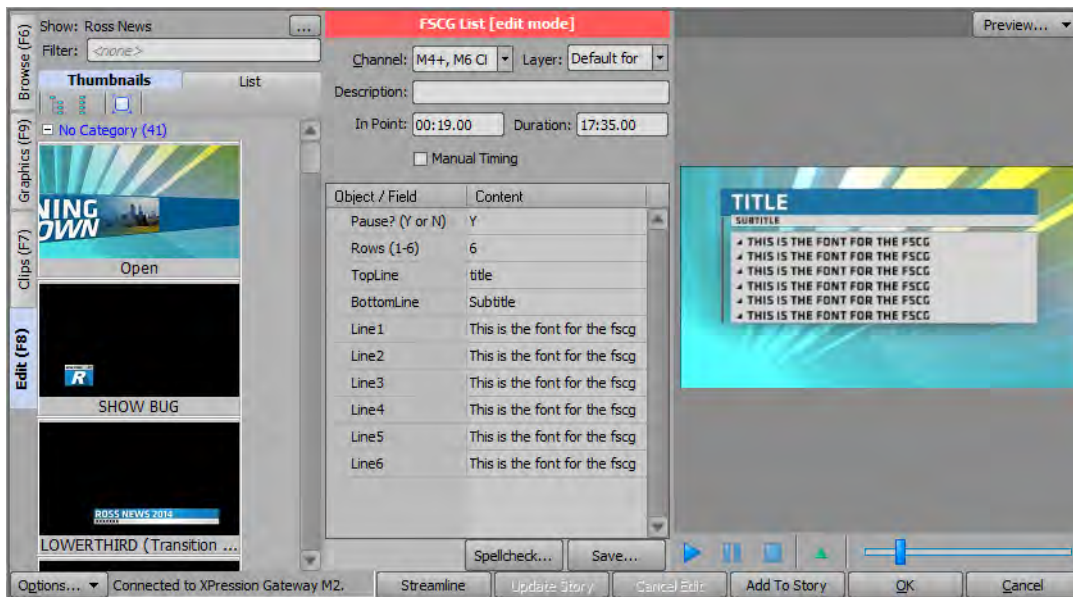 Show: Ross News
...
Filter: <none>
Thumbnails List
No Category (41)
NING
OWN
Open
R
SHOW BUG
ROSS NEWS 2014
LOWERTHIRD (Transition ...
Browse (F6)
Graphics (F9)
Clips (F7)
Edit (F8)
FSCG List [edit mode]
Channel: M4+, M6 Cl Layer: Default for
Description:
In Point: 00:19.00 Duration: 17:35.00
Manual Timing
Object / Field Content
Pause? (Y or N) Y
Rows (1-6) 6
TopLine title
BottomLine Subtitle
Line1 This is the font for the fscg
Line2 This is the font for the fscg
Line3 This is the font for the fscg
Line4 This is the font for the fscg
Line5 This is the font for the fscg
Line6 This is the font for the fscg
Spellcheck... Save...
Preview...
TITLE
SUBTITLE
THIS IS THE FONT FOR THE FSCG
THIS IS THE FONT FOR THE FSCG
THIS IS THE FONT FOR THE FSCG
THIS IS THE FONT FOR THE FSCG
THIS IS THE FONT FOR THE FSCG
THIS IS THE FONT FOR THE FSCG
Options... Connected to XPression Gateway M2. Streamline Update Story Cancel Edit Add To Story OK Cancel